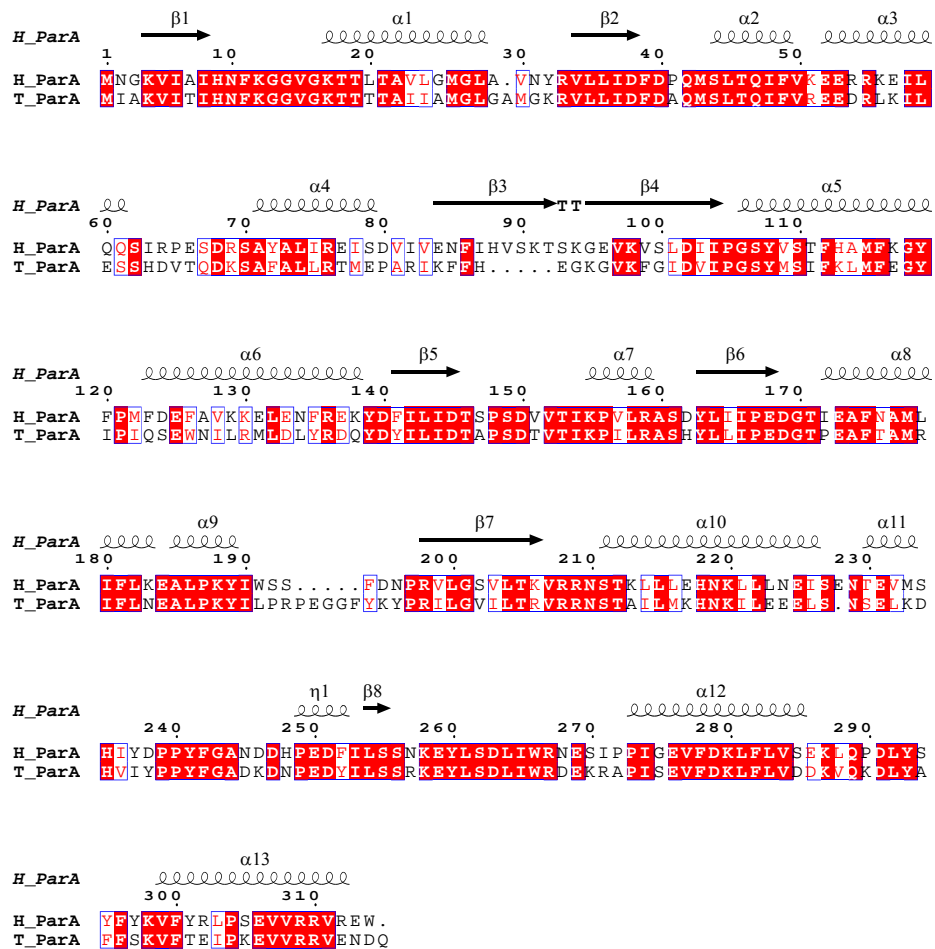 β1 α1 β2 α2 α3
H_ParA
1 10 20 30 40 50
H_ParA MNGKVIAIHNFKGGVGKTTLTAVLGMGLA.VNYRVLLIDFDPQMSLTQIFVKEERRKEIL
T_ParA MIAKVITIHNFKGGVGKTTTTAIIAMGLGAMGKRVLLIDFDAQMSLTQIFVREEDRLKIL
α4 β3 β4 α5
H_ParA TT
60 70 80 90 100 110
H_ParA QQSIRPESDRSAYALIREISDVIVENFIHVSKTSKGEVKVSLDIIPGSYVSTFHAMFKGY
T_ParA ESSHDVTQDKSAFALLRTMEPARIKFFH.....EGKGVKFGIDVIPGSYMSIFKLMFEGY
α6 β5 α7 β6 α8
H_ParA
120 130 140 150 160 170
H_ParA FPMFDEFAVKKELENFREKYDFILIDTSPSDVVTIKPVLRASDYLIIPEDGTIEAFNAML
T_ParA IPIQSEWNILRMLDLYRDQYDYILIDTAPSDTVTIKPILRASHYLLIPEDGTPEAFTAMR
α9 β7 α10 α11
H_ParA
180 190 200 210 220 230
H_ParA IFLKEALPKYIWSS.....FDNPRVLGSVLTKVRRNSTKLLLEHNKLLLNEISENTEVMS
T_ParA IFLNEALPKYILPRPEGGFYKYPRILGVILTRVRRNSTAILMKHNKILEEELS.NSELKD
η1 β8 α12
H_ParA
240 250 260 270 280 290
H_ParA HIYDPPYFGANDDHPEDFILSSNKEYLSDLIWRNESIPPIGEVFDKLFLVSEKLQPDLYS
T_ParA HVIYPPYFGADKDNPEDYILSSRKEYLSDLIWRDEKRAPISEVFDKLFLVDDKVQKDLYA
α13
H_ParA
300 310
H_ParA YFYKVFYRLPSEVVRRVREW.
T_ParA FFSKVFTEIPKEVVRRVENDQ